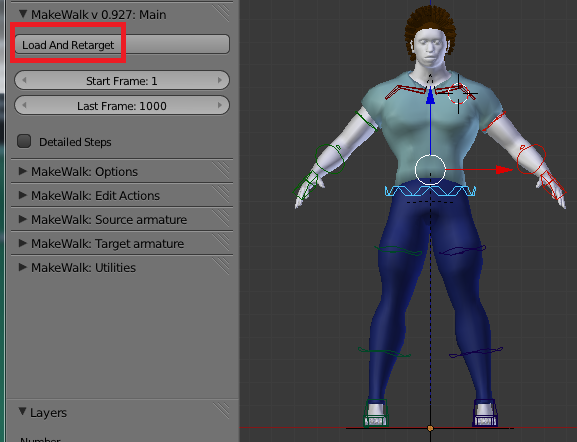 MakeWalk v 0.927: Main
Load And Retarget
Start Frame: 1
Last Frame: 1000
Detailed Steps
MakeWalk: Options
MakeWalk: Edit Actions
MakeWalk: Source armature
MakeWalk: Target armature
MakeWalk: Utilities
Layers
Number